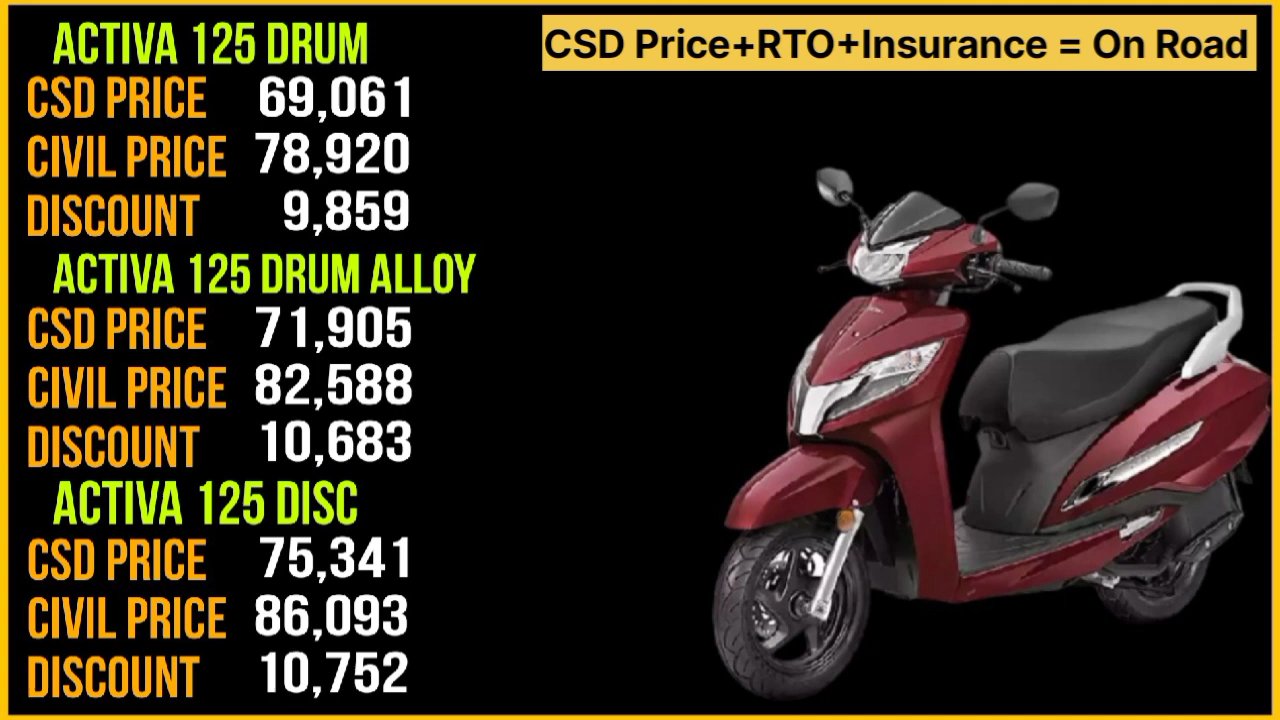 ACTIVA 125 DRUM
CSD PRICE 69,061
CIVIL PRICE 78,920
DISCOUNT 9,859
ACTIVA 125 DRUM ALLOY
CSD PRICE 71,905
CIVIL PRICE 82,588
DISCOUNT 10,683
ACTIVA 125 DISC
CSD PRICE 75,341
CIVIL PRICE 86,093
DISCOUNT 10,752
CSD Price+RTO+Insurance = On Road